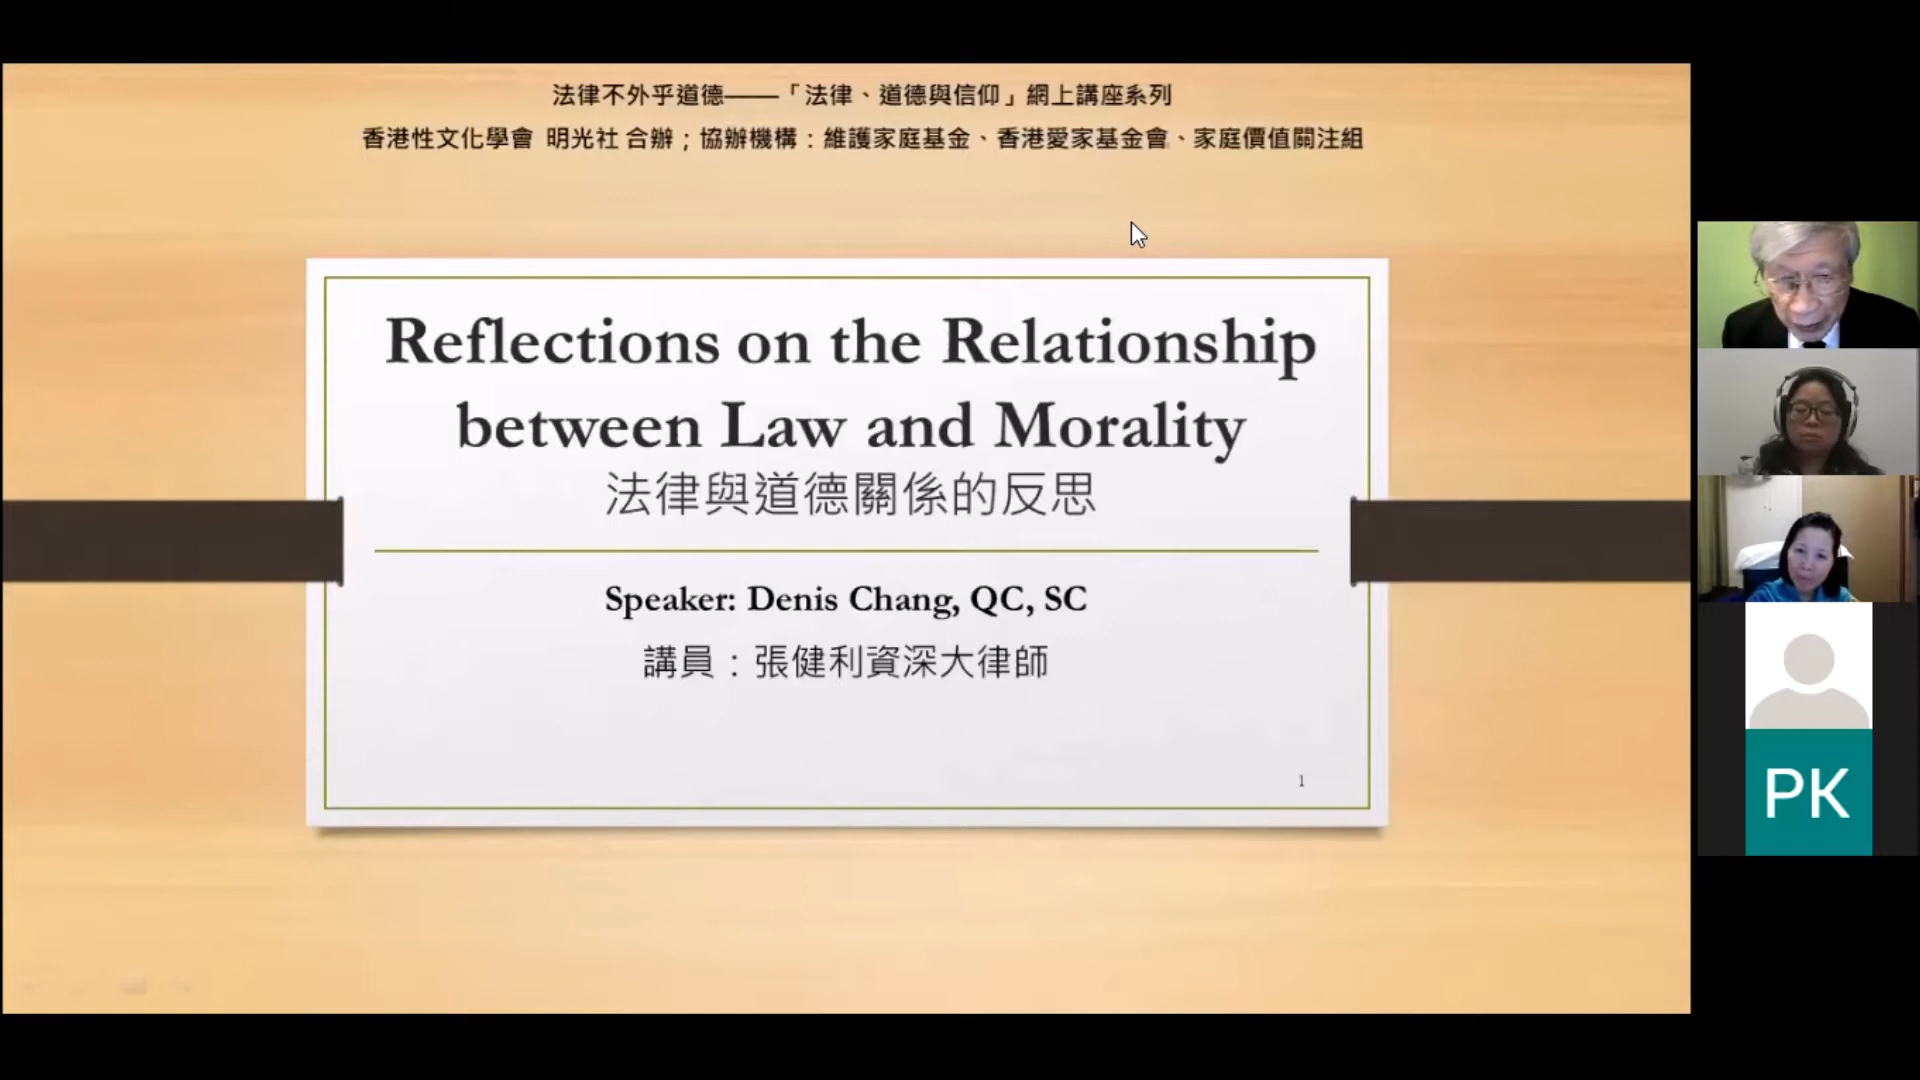 法律不外乎道德——「法律、道德與信仰」網上講座系列
香港性文化學會 明光社 合辦；協辦機構：維護家庭基金、香港愛家基金會、家庭價值關注組
Reflections on the Relationship
between Law and Morality
法律與道德關係的反思
Speaker: Denis Chang, QC, SC
講員：張健利資深大律師
1
PK